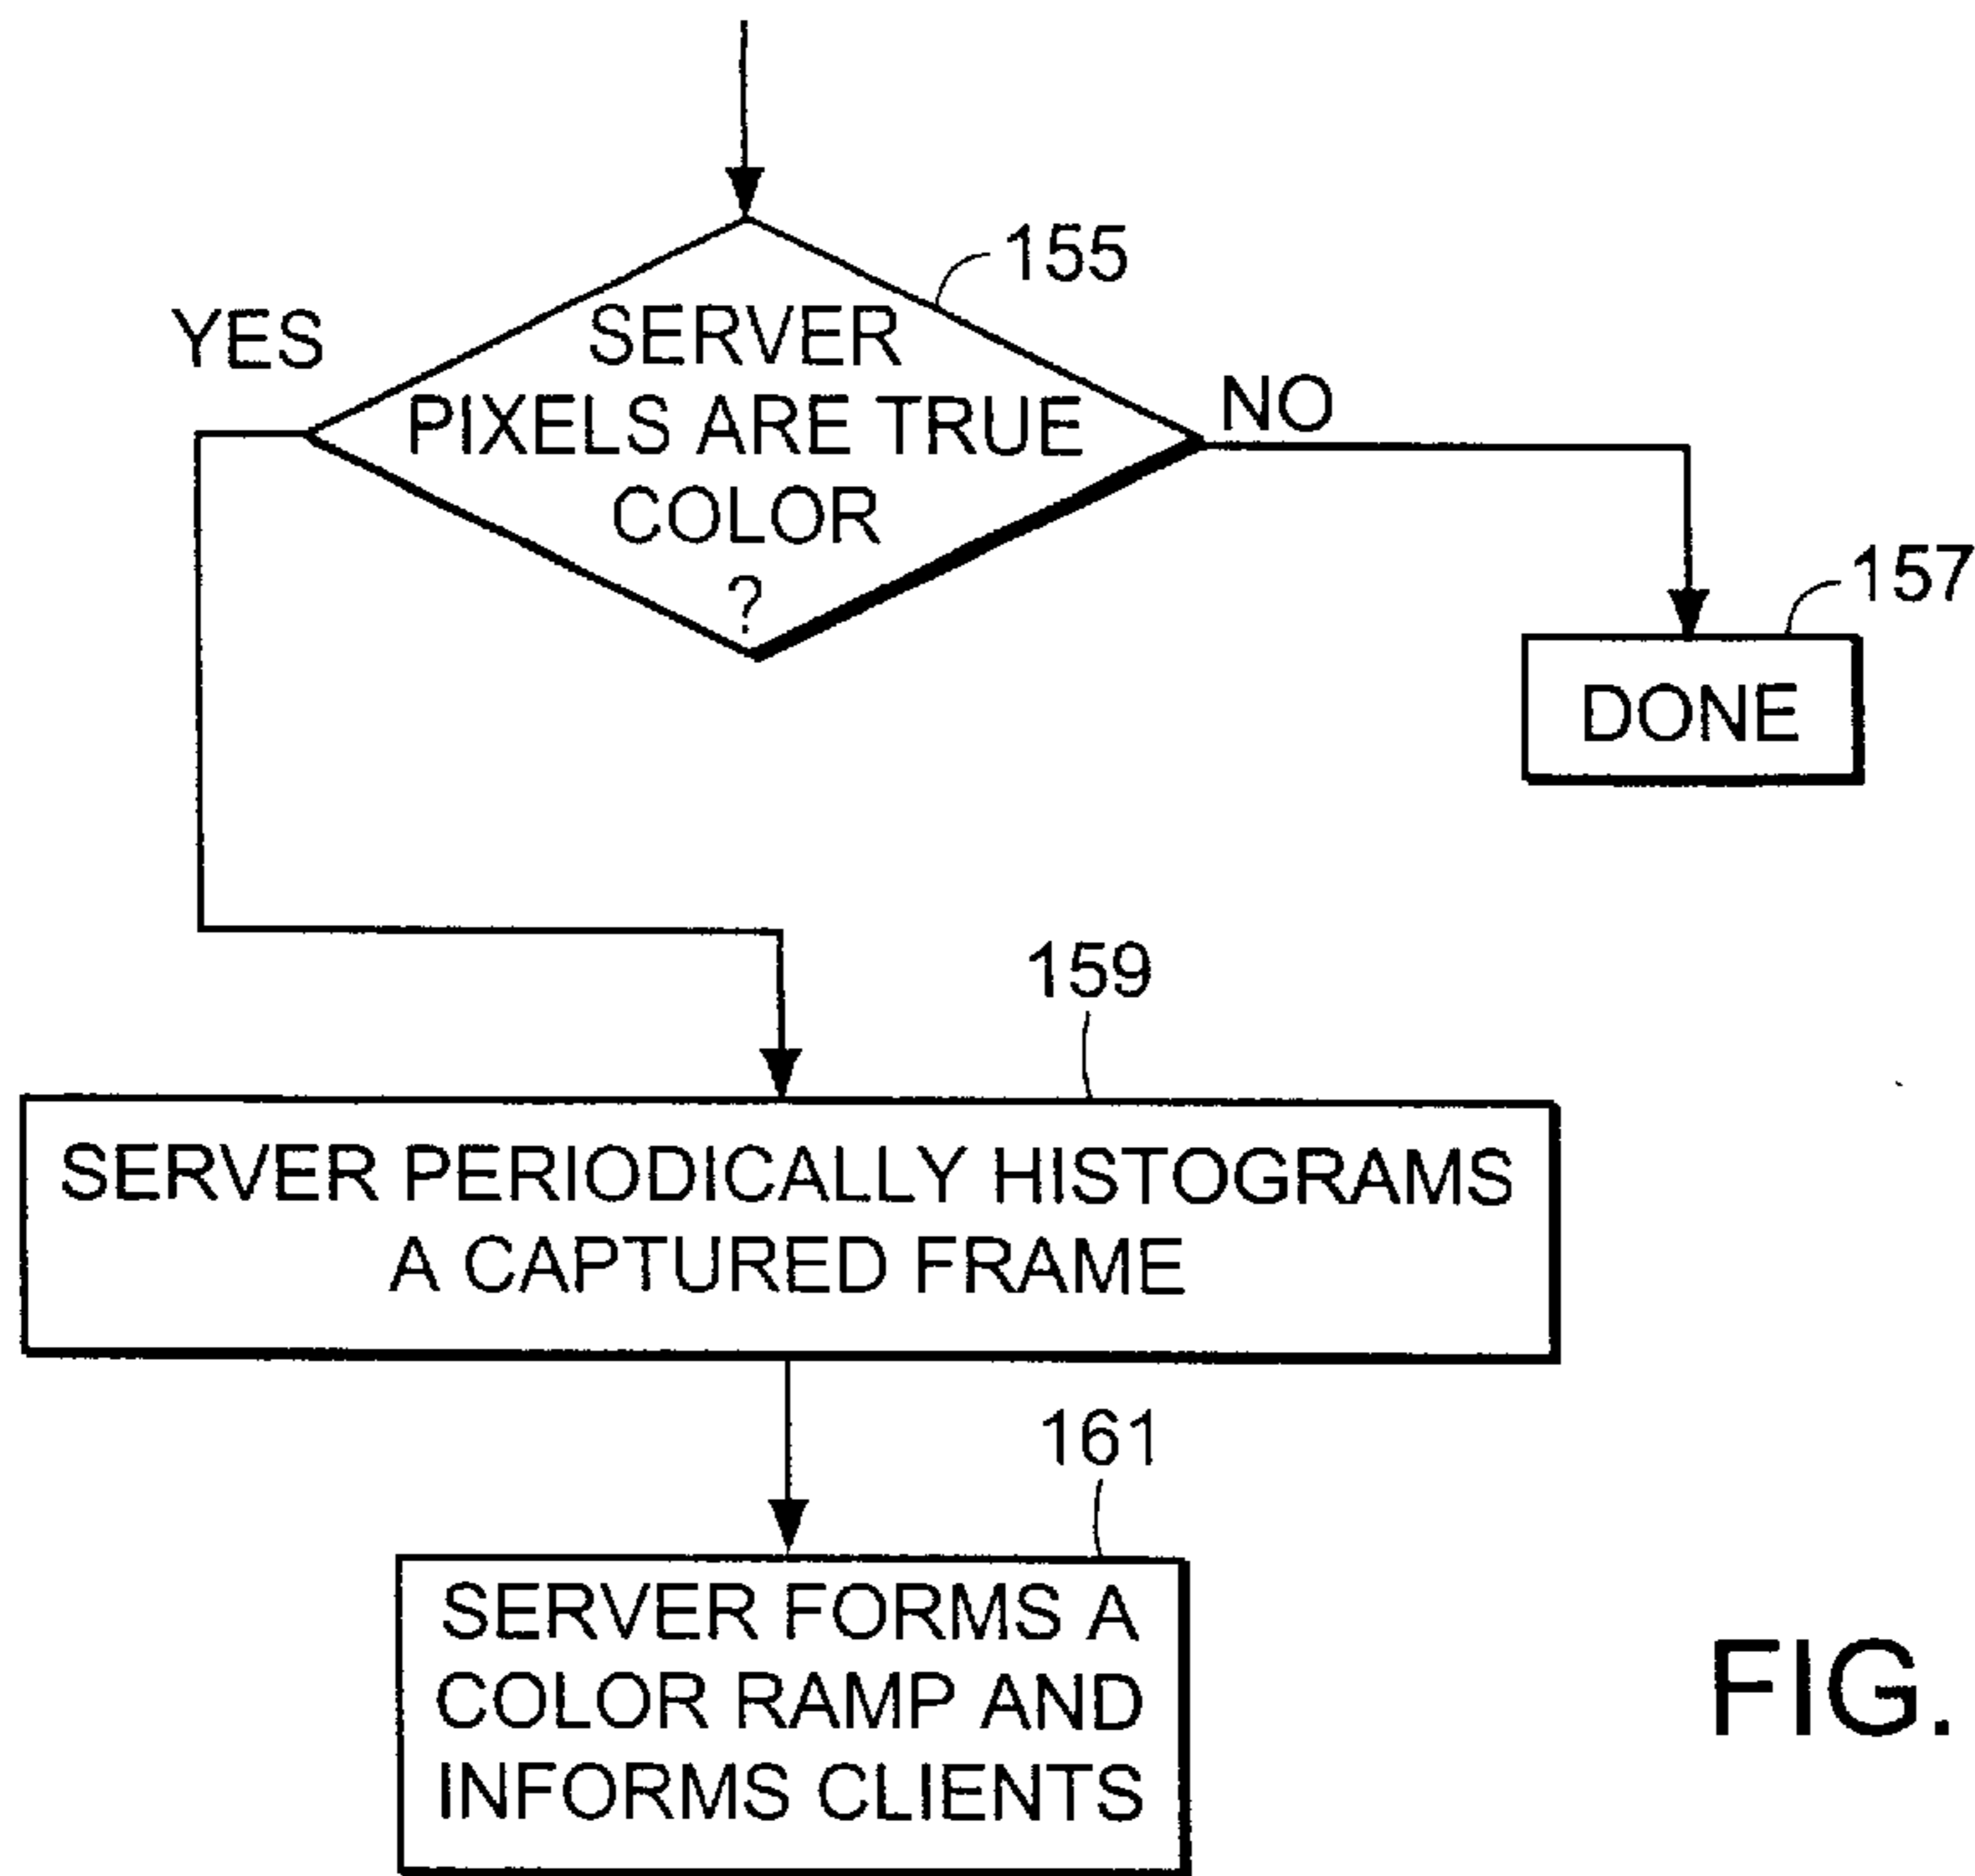 155
YES
SERVER
PIXELS ARE TRUE
COLOR
?
NO
157
DONE
159
SERVER PERIODICALLY HISTOGRAMS
A CAPTURED FRAME
161
SERVER FORMS A
COLOR RAMP AND
INFORMS CLIENTS
FIG.